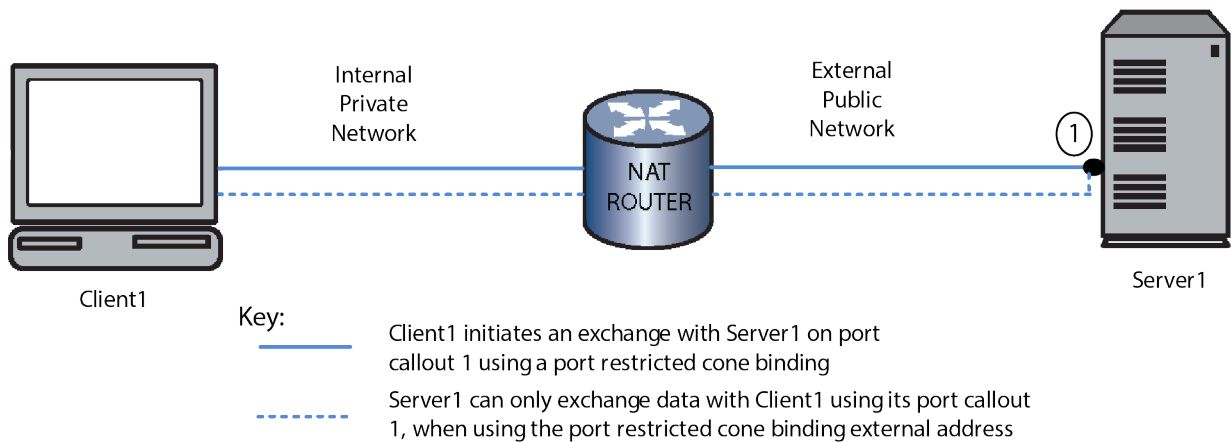 Internal
Private
Network
External
Public
Network
1
NAT
ROUTER
Client1
Server1
Key:
Client1 initiates an exchange with Server1 on port
callout 1 using a port restricted cone binding
Server1 can only exchange data with Client1 using its port callout
1, when using the port restricted cone binding external address